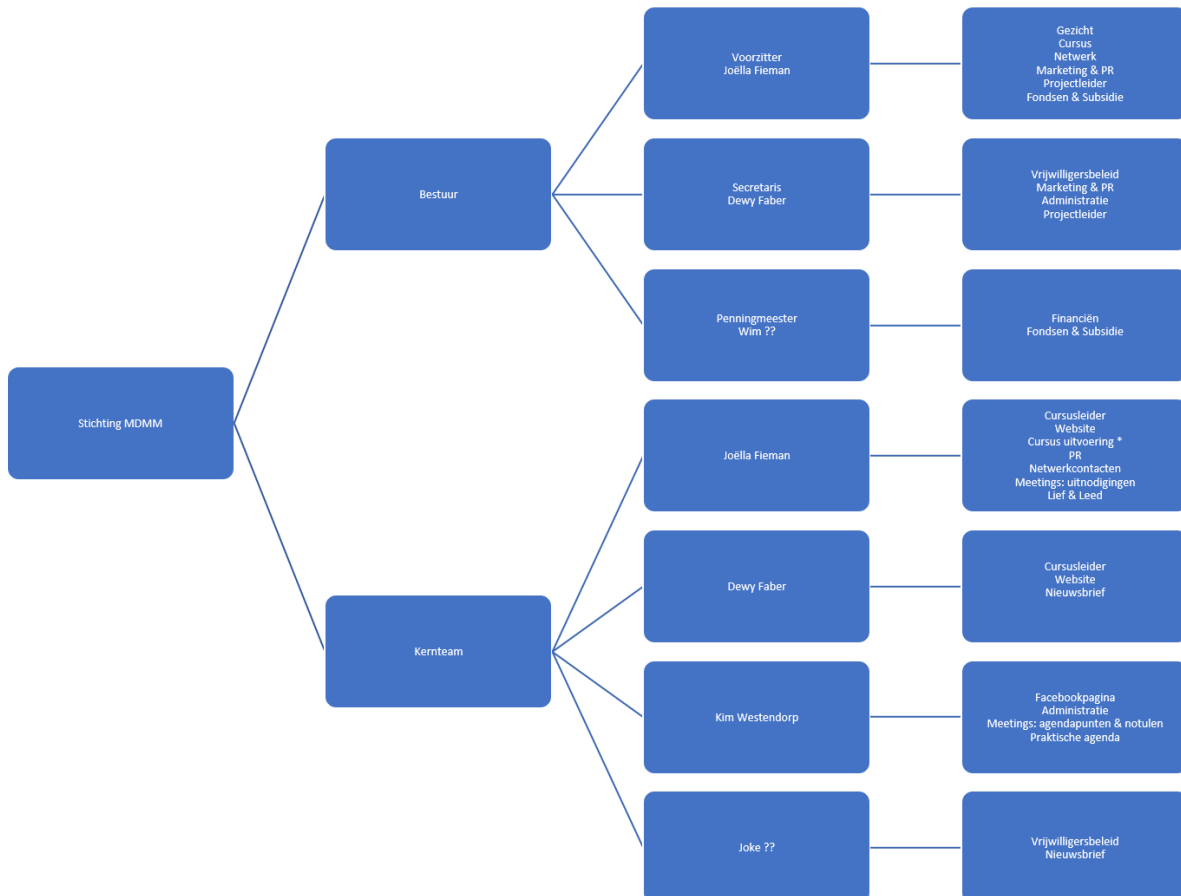 Stichting MDMM
Bestuur
Voorzitter
Joëlla Fieman
Gezicht
Cursus
Netwerk
Marketing & PR
Projectleider
Fondsen & Subsidie
Secretaris
Dewy Faber
Vrijwilligersbeleid
Marketing & PR
Administratie
Projectleider
Penningmeester
Wim ??
Financiën
Fondsen & Subsidie
Kernteam
Joëlla Fieman
Cursusleider
Website
Cursus uitvoering *
PR
Netwerkcontacten
Meetings: uitnodigingen
Lief & Leed
Dewy Faber
Cursusleider
Website
Nieuwsbrief
Kim Westendorp
Facebookpagina
Administratie
Meetings: agendapunten & notulen
Praktische agenda
Joke ??
Vrijwilligersbeleid
Nieuwsbrief